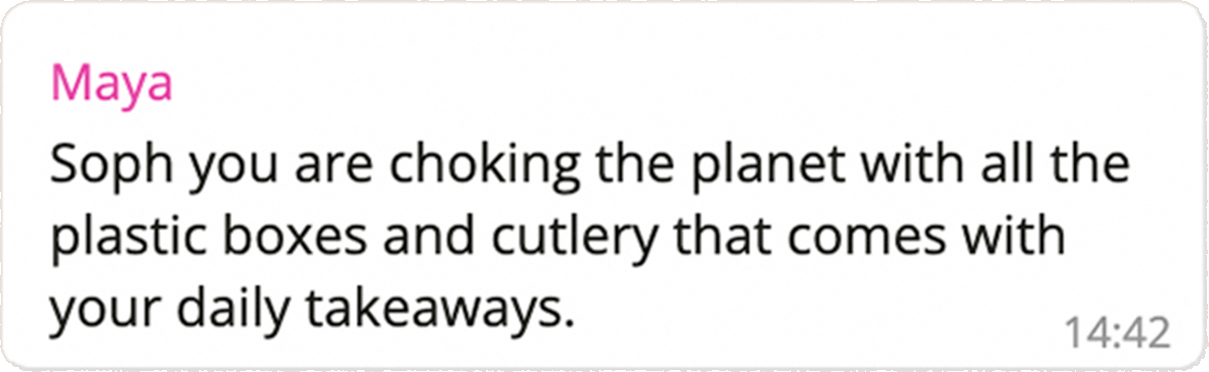 Maya
Soph you are choking the planet with all the
plastic boxes and cutlery that comes with
your daily takeaways.
14:42